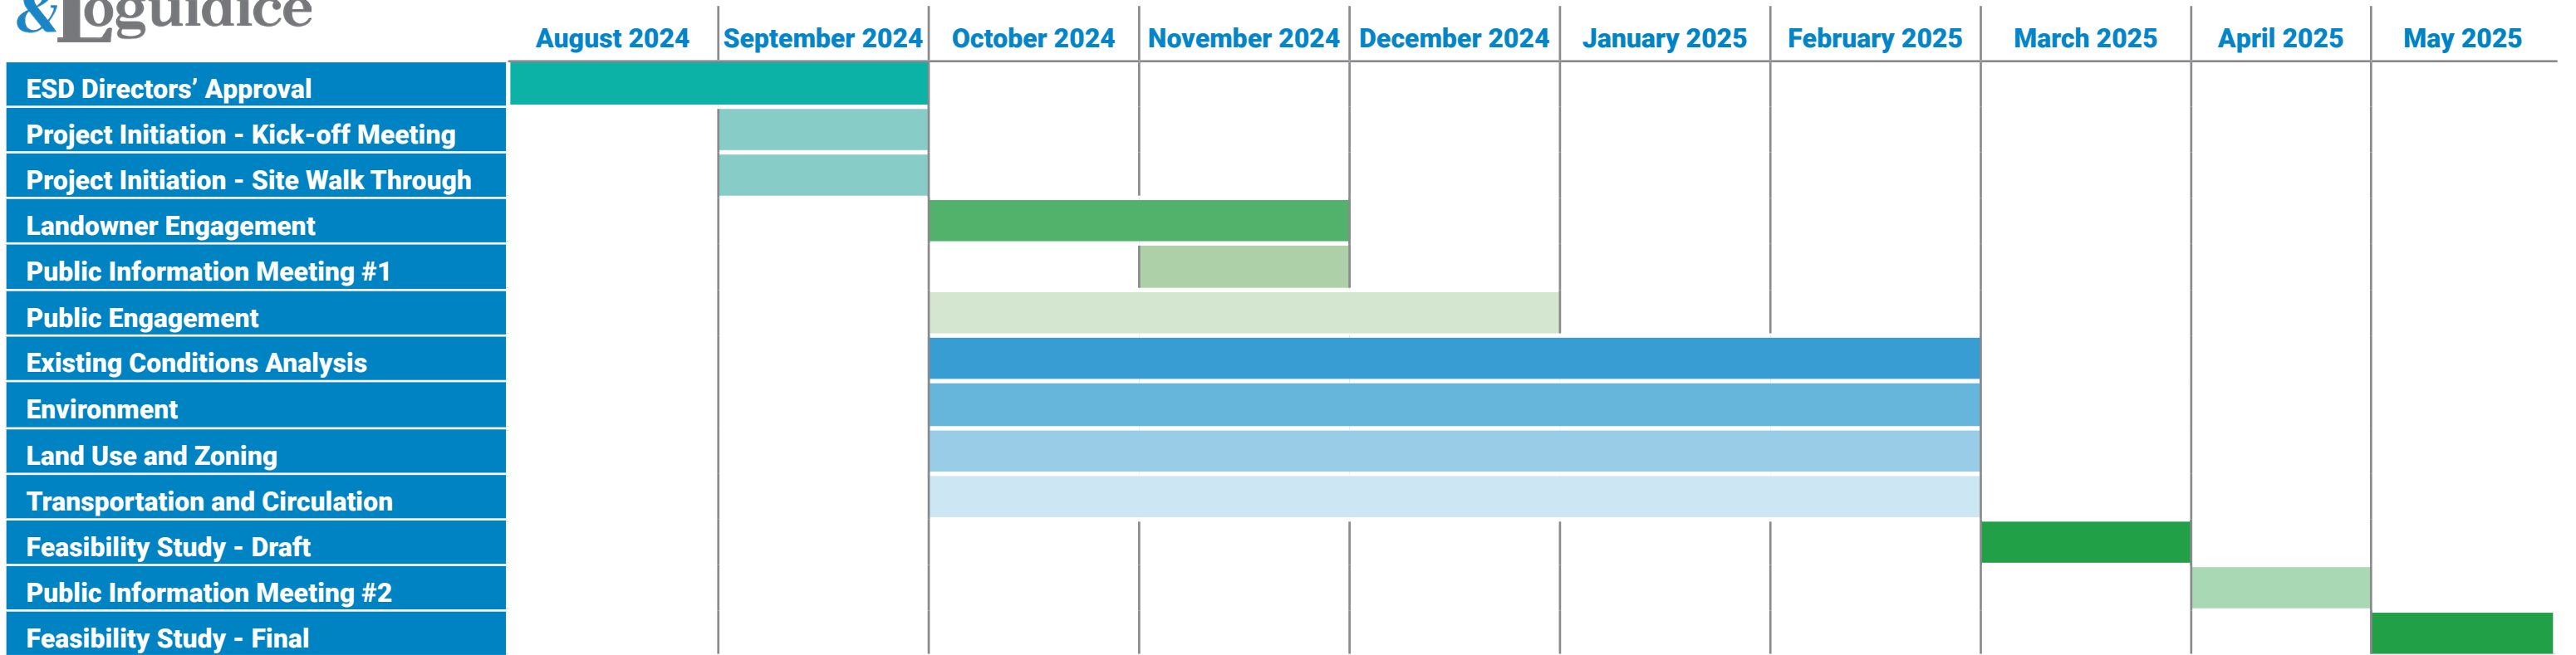 &Loguidice
August 2024 September 2024 October 2024 November 2024 December 2024 January 2025 February 2025 March 2025 April 2025 May 2025
ESD Directors’ Approval
Project Initiation - Kick-off Meeting
Project Initiation - Site Walk Through
Landowner Engagement
Public Information Meeting #1
Public Engagement
Existing Conditions Analysis
Environment
Land Use and Zoning
Transportation and Circulation
Feasibility Study - Draft
Public Information Meeting #2
Feasibility Study - Final